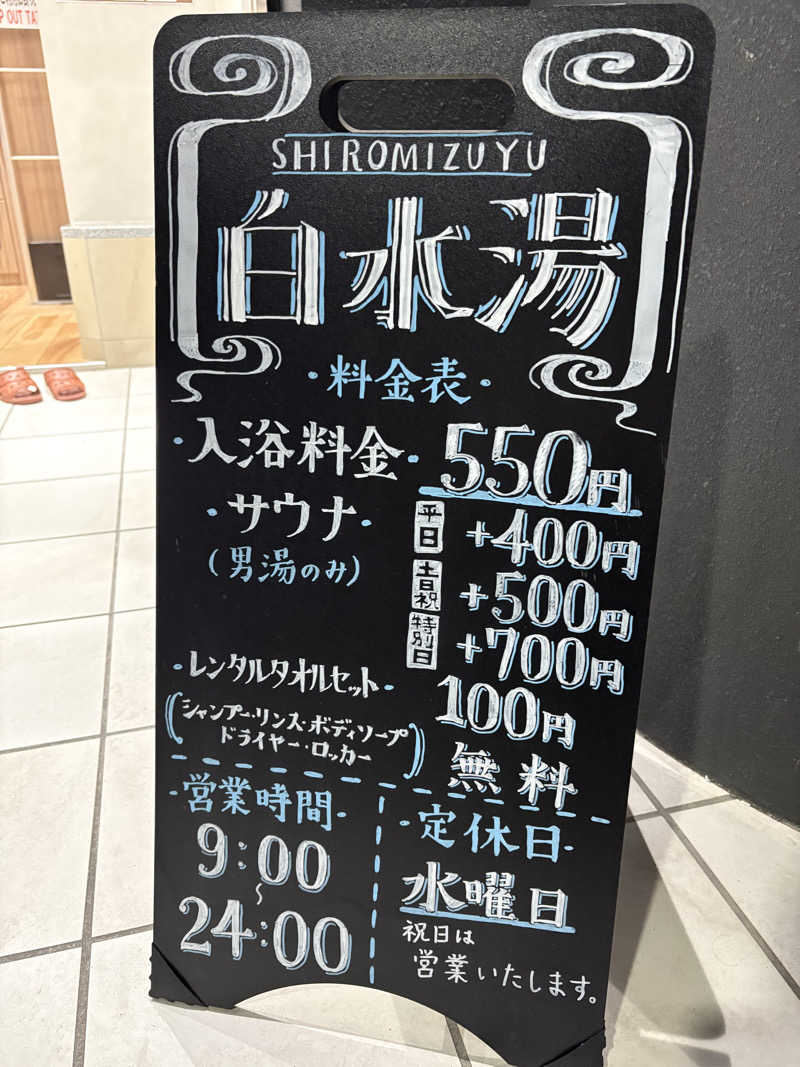 P OUT TA
SHIROMIZUYU
白水湯
・料金表・
・入浴料金・ 550円
・サウナ・ 平日 +400円
(男湯のみ) 土日祝 +500円
特別日 +700円
・レンタルタオルセット・ 100円
(シャンプー・リンス・ボディソープ
ドライヤー・ロッカー) 無料
・営業時間・
9:00
~
24:00
・定休日・
水曜日
祝日は
営業いたします。